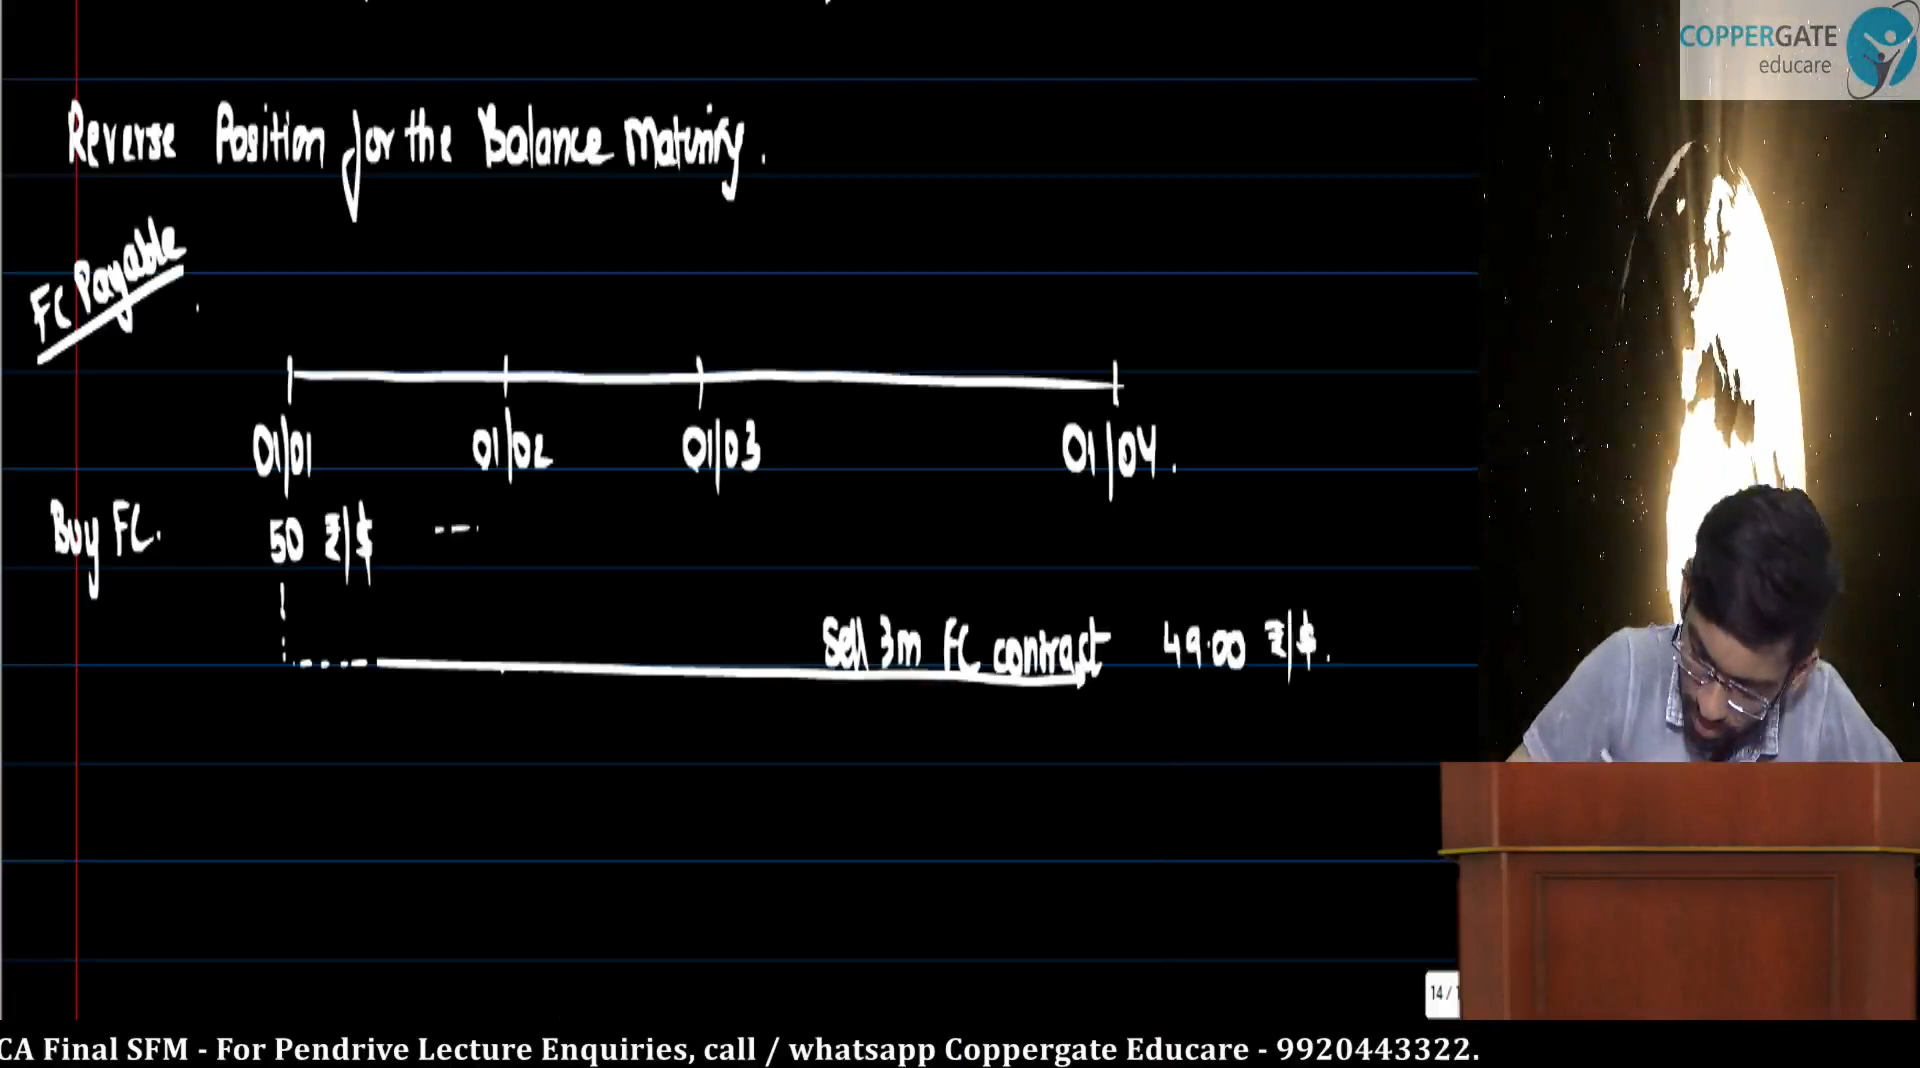 COPPERGATE
educare
Reverse Position for the Balance Maturity.
FC Payable
01/01 01/02 01/03 01/04.
Buy FC. 50 ₹/$ ---
Sell 3m FC contract 49.00 ₹/$.
14/1
CA Final SFM - For Pendrive Lecture Enquiries, call / whatsapp Coppergate Educare - 9920443322.